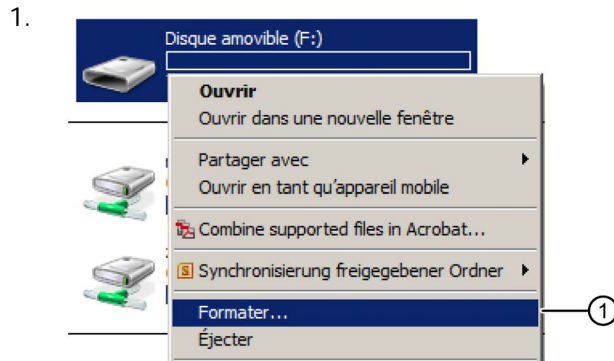 1.
Disque amovible (F:)
Ouvrir
Ouvrir dans une nouvelle fenêtre
Partager avec
Ouvrir en tant qu'appareil mobile
Combine supported files in Acrobat...
Synchronisierung freigegebener Ordner
Formater...
1
Éjecter